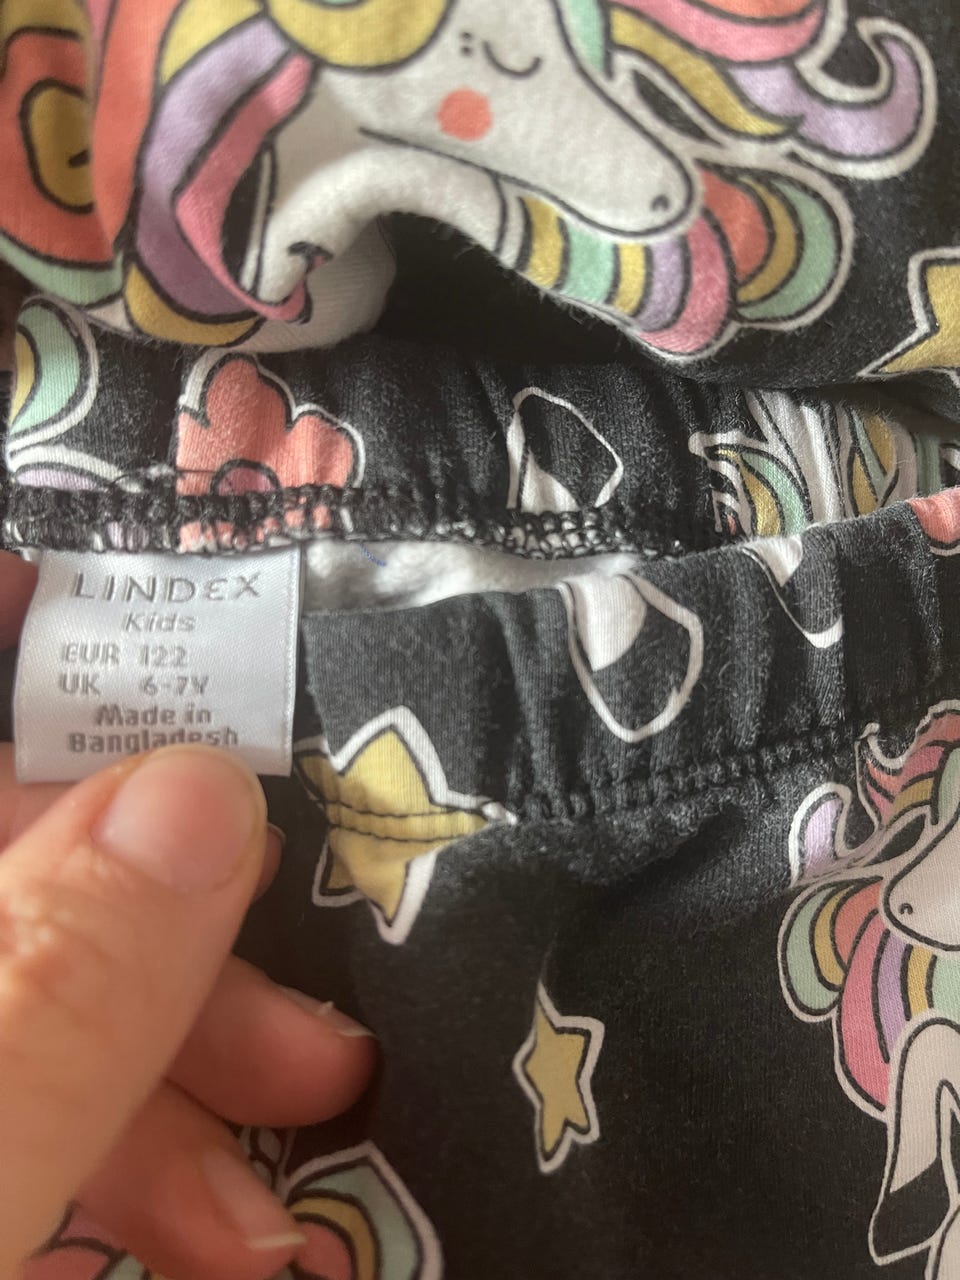 LINDEX
Kids
EUR 122
UK 6-7Y
Made in
Bangladesh